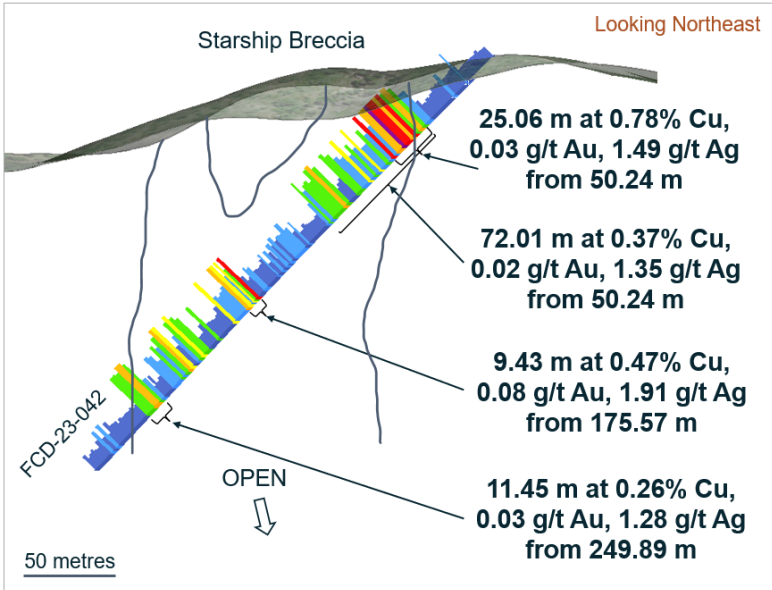 Starship Breccia
Looking Northeast
25.06 m at 0.78% Cu,
0.03 g/t Au, 1.49 g/t Ag
from 50.24 m
72.01 m at 0.37% Cu,
0.02 g/t Au, 1.35 g/t Ag
from 50.24 m
9.43 m at 0.47% Cu,
0.08 g/t Au, 1.91 g/t Ag
from 175.57 m
FCD-23-042
OPEN
11.45 m at 0.26% Cu,
0.03 g/t Au, 1.28 g/t Ag
from 249.89 m
50 metres